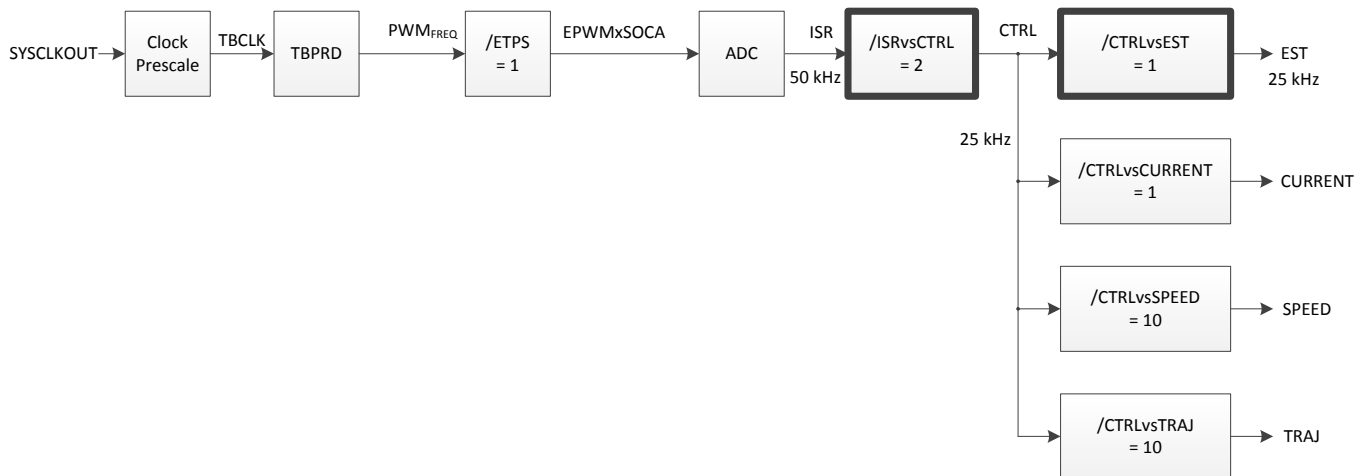 SYSCLKOUT
Clock
Prescale
TBCLK
TBPRD
PWMFREQ
/ETPS
= 1
EPWMxSOCA
ADC
ISR
50 kHz
/ISRvsCTRL
= 2
CTRL
25 kHz
/CTRLvsEST
= 1
EST
25 kHz
/CTRLvsCURRENT
= 1
CURRENT
/CTRLvsSPEED
= 10
SPEED
/CTRLvsTRAJ
= 10
TRAJ